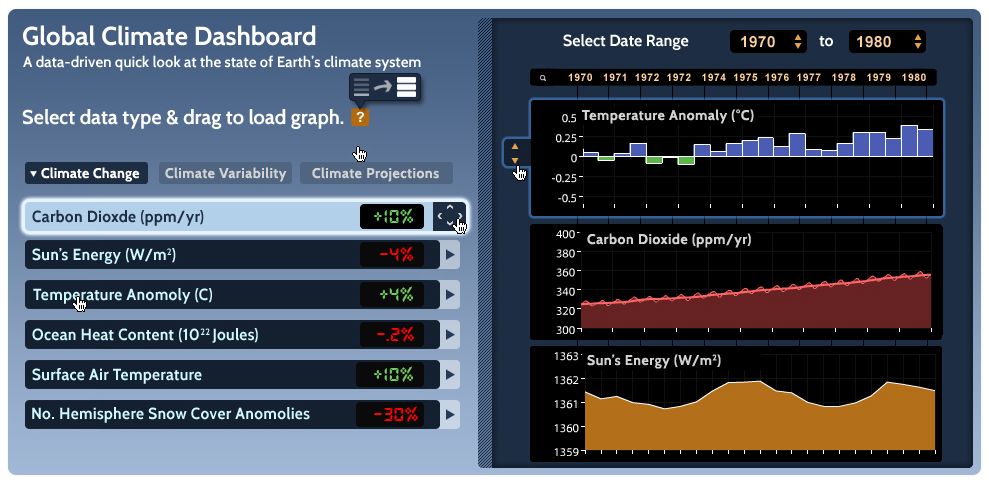 Global Climate Dashboard
A data-driven quick look at the state of Earth's climate system
Select data type & drag to load graph. ?
▾ Climate Change Climate Variability Climate Projections
Carbon Dioxde (ppm/yr) +10%
Sun's Energy (W/m²) -4%
Temperature Anomoly (C) +4%
Ocean Heat Content (10²² Joules) -.2%
Surface Air Temperature +10%
No. Hemisphere Snow Cover Anomolies -30%
Select Date Range 1970 to 1980
1970 1971 1972 1972 1974 1975 1976 1977 1978 1979 1980
Temperature Anomaly (°C)
0.5
0.25
0
-0.25
-0.5
Carbon Dioxide (ppm/yr)
400
380
360
340
320
300
Sun's Energy (W/m²)
1363
1362
1361
1360
1359